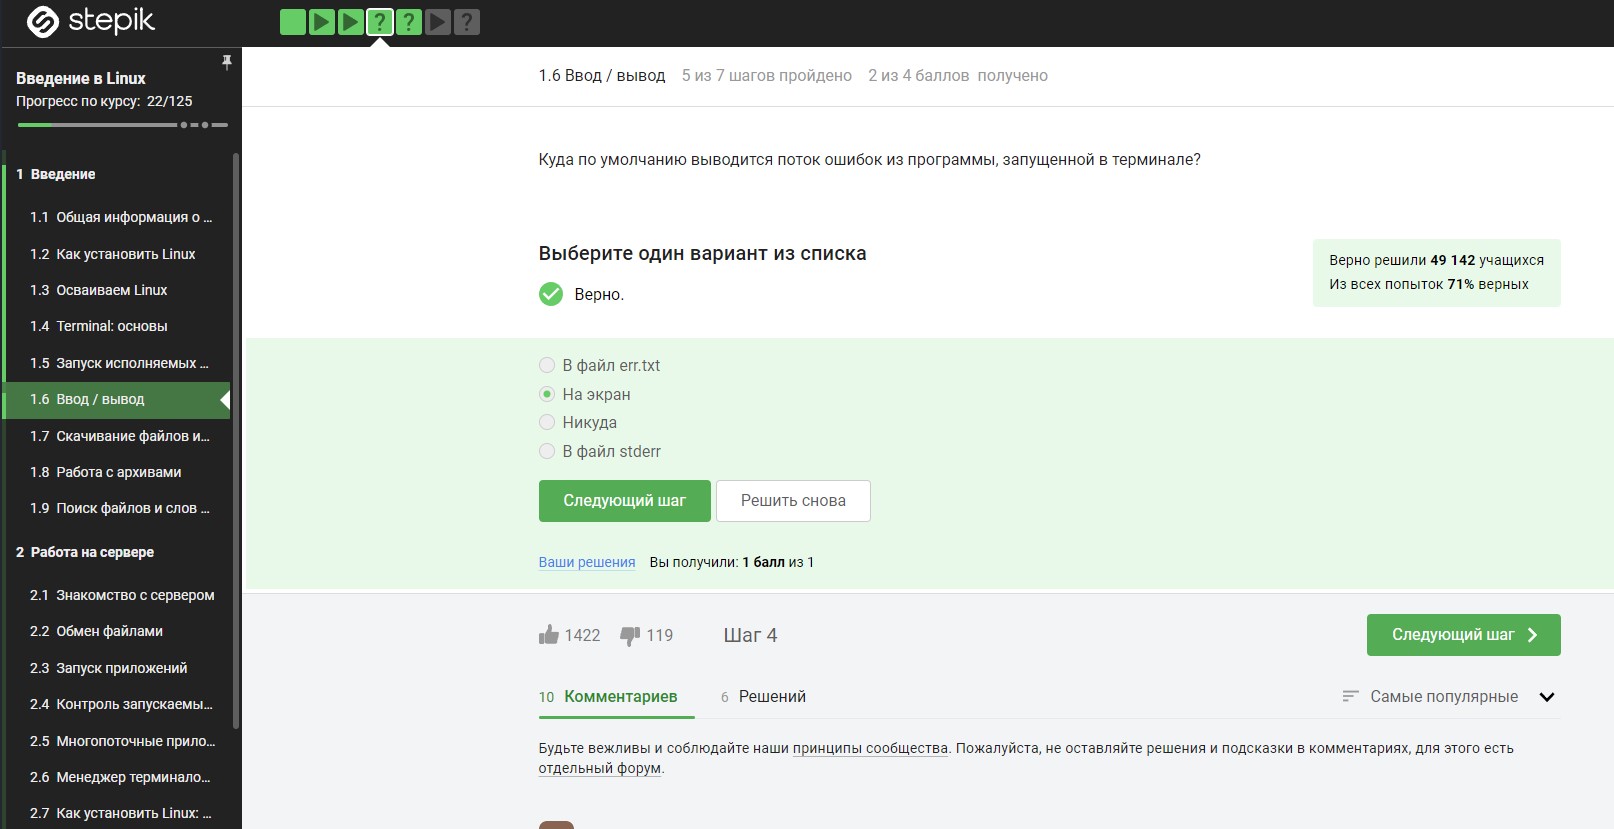 stepik
Введение в Linux
Прогресс по курсу: 22/125
1 Введение
1.1 Общая информация о ...
1.2 Как установить Linux
1.3 Осваиваем Linux
1.4 Terminal: основы
1.5 Запуск исполняемых ...
1.6 Ввод / вывод
1.7 Скачивание файлов и...
1.8 Работа с архивами
1.9 Поиск файлов и слов ...
2 Работа на сервере
2.1 Знакомство с сервером
2.2 Обмен файлами
2.3 Запуск приложений
2.4 Контроль запускаемы...
2.5 Многопоточные прило...
2.6 Менеджер терминало...
2.7 Как установить Linux: ...
1.6 Ввод / вывод 5 из 7 шагов пройдено 2 из 4 баллов получено
Куда по умолчанию выводится поток ошибок из программы, запущенной в терминале?
Выберите один вариант из списка
Верно.
Верно решили 49 142 учащихся
Из всех попыток 71% верных
В файл err.txt
На экран
Никуда
В файл stderr
Следующий шаг
Решить снова
Ваши решения Вы получили: 1 балл из 1
1422 119 Шаг 4
Следующий шаг
10 Комментариев 6 Решений
Самые популярные
Будьте вежливы и соблюдайте наши принципы сообщества. Пожалуйста, не оставляйте решения и подсказки в комментариях, для этого есть
отдельный форум.